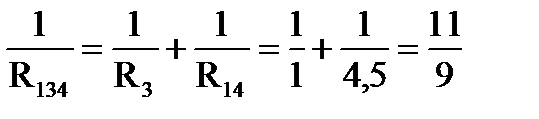 1/R₁₃₄ = 1/R₃ + 1/R₁₄ = 1/1 + 1/4,5 = 11/9